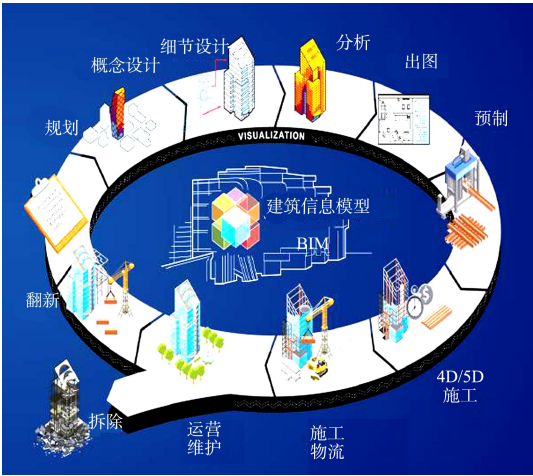 细节设计
分析
出图
概念设计
预制
规划
VISUALIZATION
建筑信息模型
BIM
翻新
4D/5D
施工
拆除
运营
维护
施工
物流